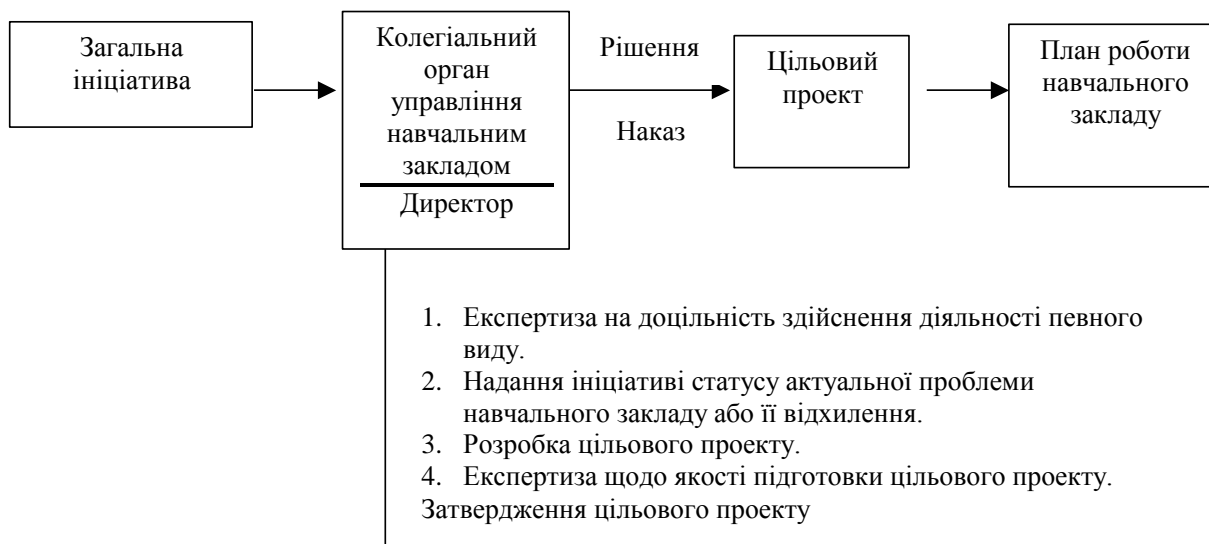 Загальна
ініціатива
Колегіальний
орган
управління
навчальним
закладом
Директор
Рішення
Наказ
Цільовий
проект
План роботи
навчального
закладу
1. Експертиза на доцільність здійснення діяльності певного
виду.
2. Надання ініціативі статусу актуальної проблеми
навчального закладу або її відхилення.
3. Розробка цільового проекту.
4. Експертиза щодо якості підготовки цільового проекту.
Затвердження цільового проекту